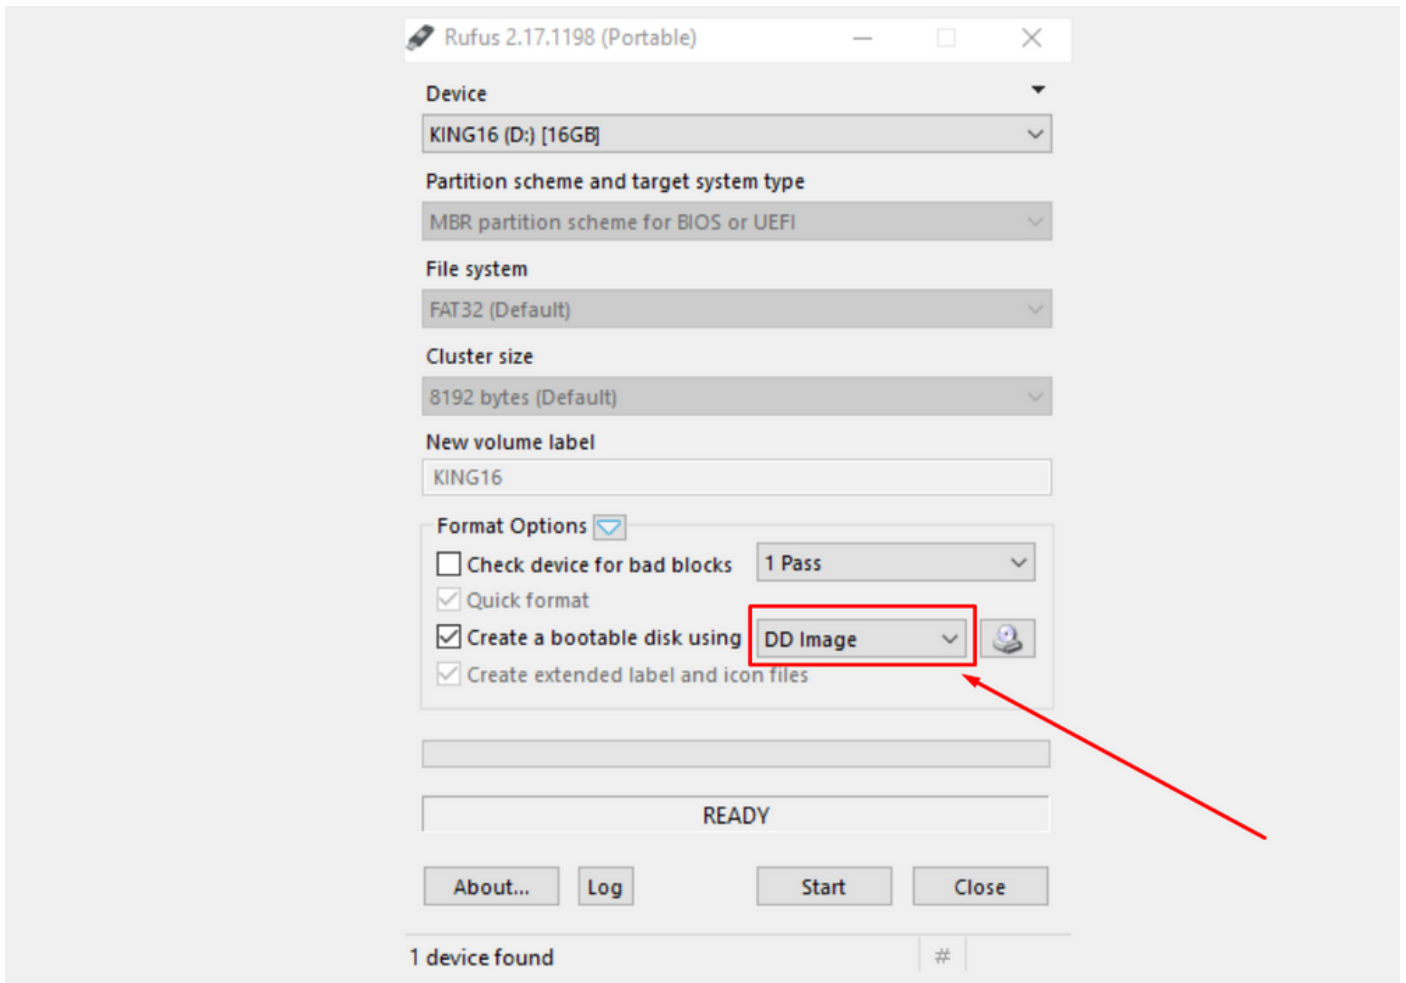 Rufus 2.17.1198 (Portable)
Device
KING16 (D:) [16GB]
Partition scheme and target system type
MBR partition scheme for BIOS or UEFI
File system
FAT32 (Default)
Cluster size
8192 bytes (Default)
New volume label
KING16
Format Options
Check device for bad blocks 1 Pass
Quick format
Create a bootable disk using DD Image
Create extended label and icon files
READY
About... Log Start Close
1 device found #